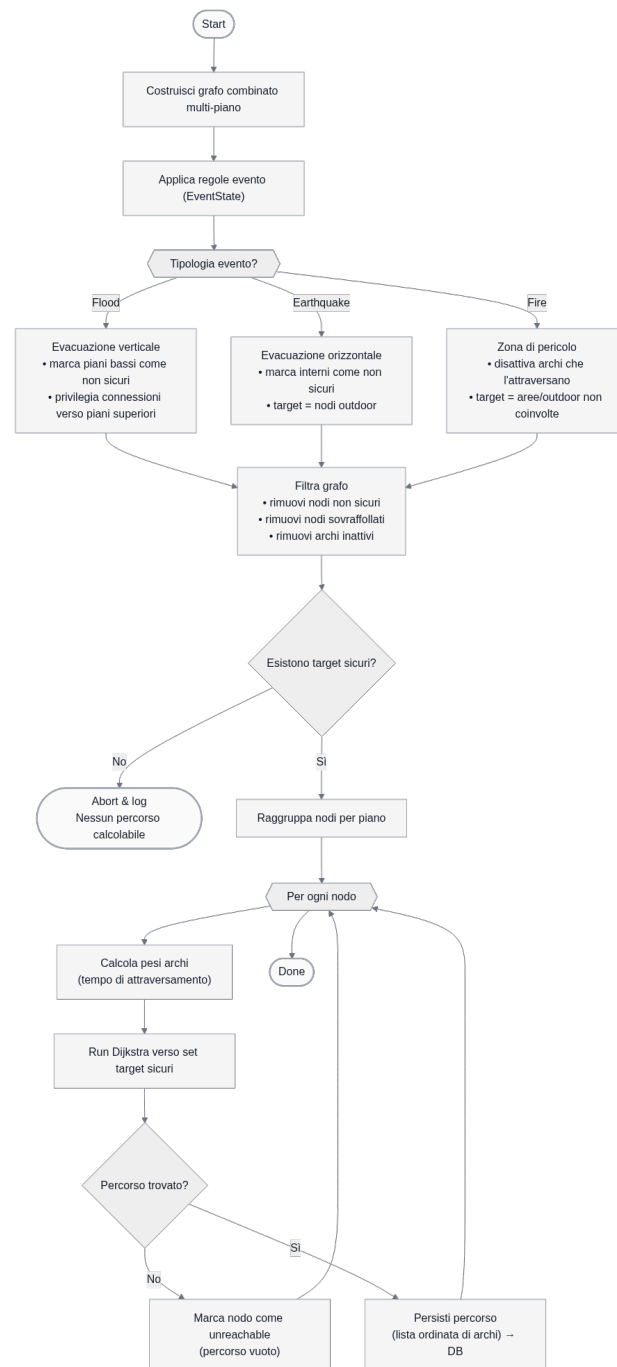 Start
Costruisci grafo combinato
multi-piano
Applica regole evento
(EventState)
Tipologia evento?
Flood
Earthquake
Fire
Evacuazione verticale
• marca piani bassi come
non sicuri
• privilegia connessioni
verso piani superiori
Evacuazione orizzontale
• marca interni come non
sicuri
• target = nodi outdoor
Zona di pericolo
• disattiva archi che
l'attraversano
• target = aree/outdoor non
coinvolte
Filtra grafo
• rimuovi nodi non sicuri
• rimuovi nodi sovraffollati
• rimuovi archi inattivi
Esistono target sicuri?
No
Sì
Abort & log
Nessun percorso
calcolabile
Raggruppa nodi per piano
Per ogni nodo
Calcola pesi archi
(tempo di attraversamento)
Done
Run Dijkstra verso set
target sicuri
Percorso trovato?
Sì
No
Marca nodo come
unreachable
(percorso vuoto)
Persisti percorso
(lista ordinata di archi) →
DB